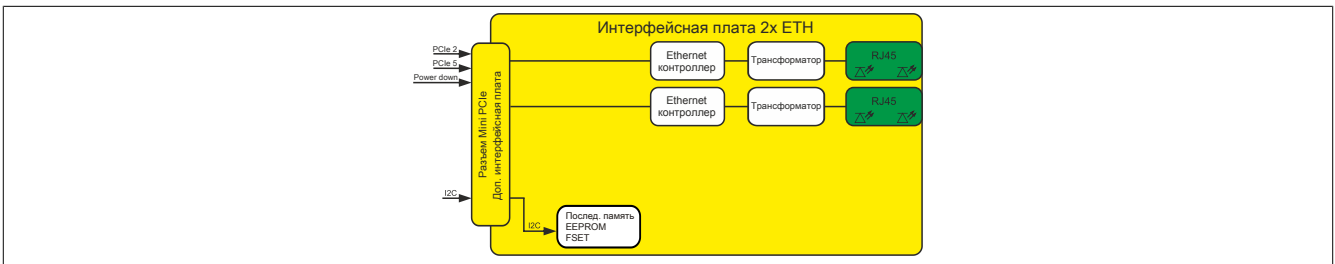 Интерфейсная плата 2x ETH
PCIe 2
PCIe 5
Power down
Разъем Mini PCIe
Доп. интерфейсная плата
Ethernet
контроллер
Трансформатор
RJ45
Ethernet
контроллер
Трансформатор
RJ45
I2C
I2C
Послед. память
EEPROM
FSET